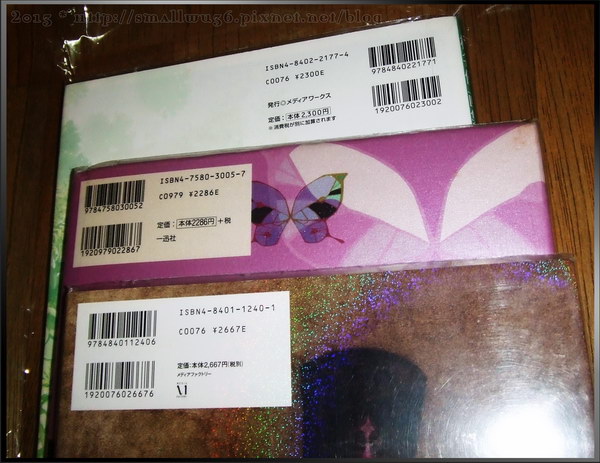 2013 * http://smallwug6.pixnet.net/blog
ISBN4-8402-2177-4
C0076 ¥2300E
発行◎メディアワークス
定価:本体2,300円
※消費税が別に加算されます
9784840221771
1920076023002
ISBN4-7580-3005-7
C0979 ¥2286E
定価:本体2286円+税
一迅社
9784758030052
1920979022867
ISBN4-8401-1240-1
C0076 ¥2667E
定価:本体2,667円(税別)
メディアファクトリー
9784840112406
1920076026676